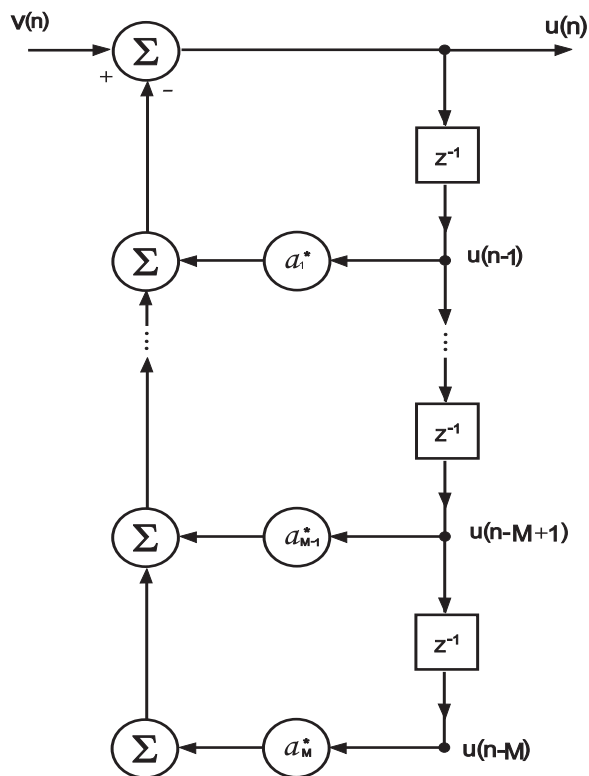 v(n)
u(n)
Σ
+
-
z⁻¹
Σ
a₁*
u(n-1)
⋮
⋮
z⁻¹
Σ
a*M-1
u(n-M+1)
z⁻¹
Σ
a*M
u(n-M)